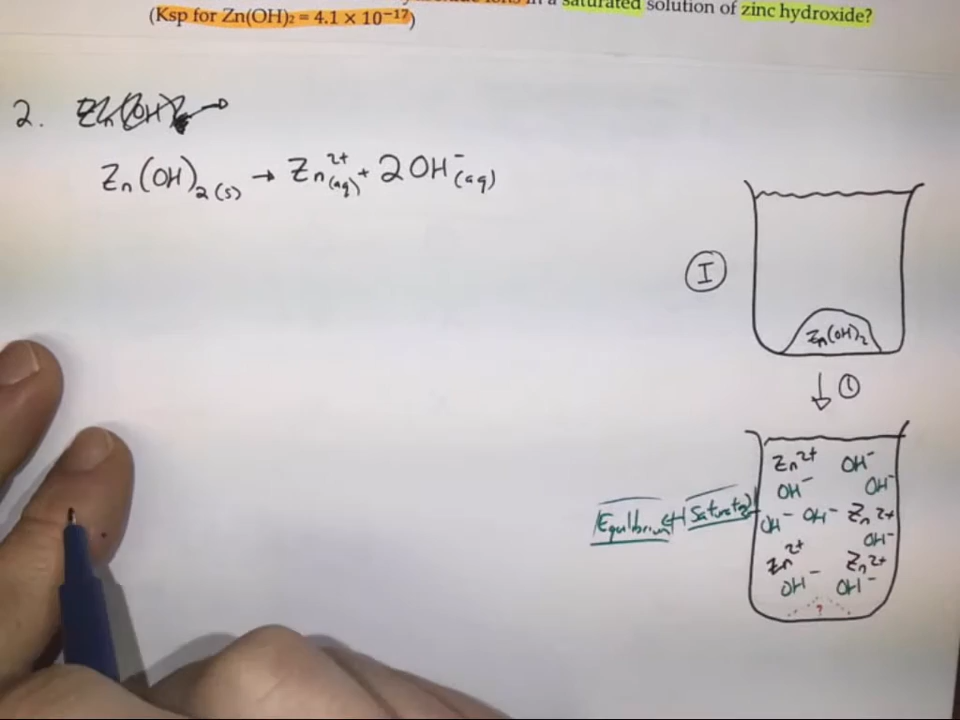 in a saturated solution of zinc hydroxide?
(Ksp for Zn(OH)₂ = 4.1 × 10⁻¹⁷)
2.
Zn(OH)₂(s) → Zn²⁺(aq) + 2OH⁻(aq)
I
Zn(OH)₂
↓ ①
Zn²⁺ OH⁻
OH⁻ OH⁻
Equilibrium Saturated
OH⁻ OH⁻ Zn²⁺
OH⁻
Zn²⁺ Zn²⁺
OH⁻ OH⁻
?